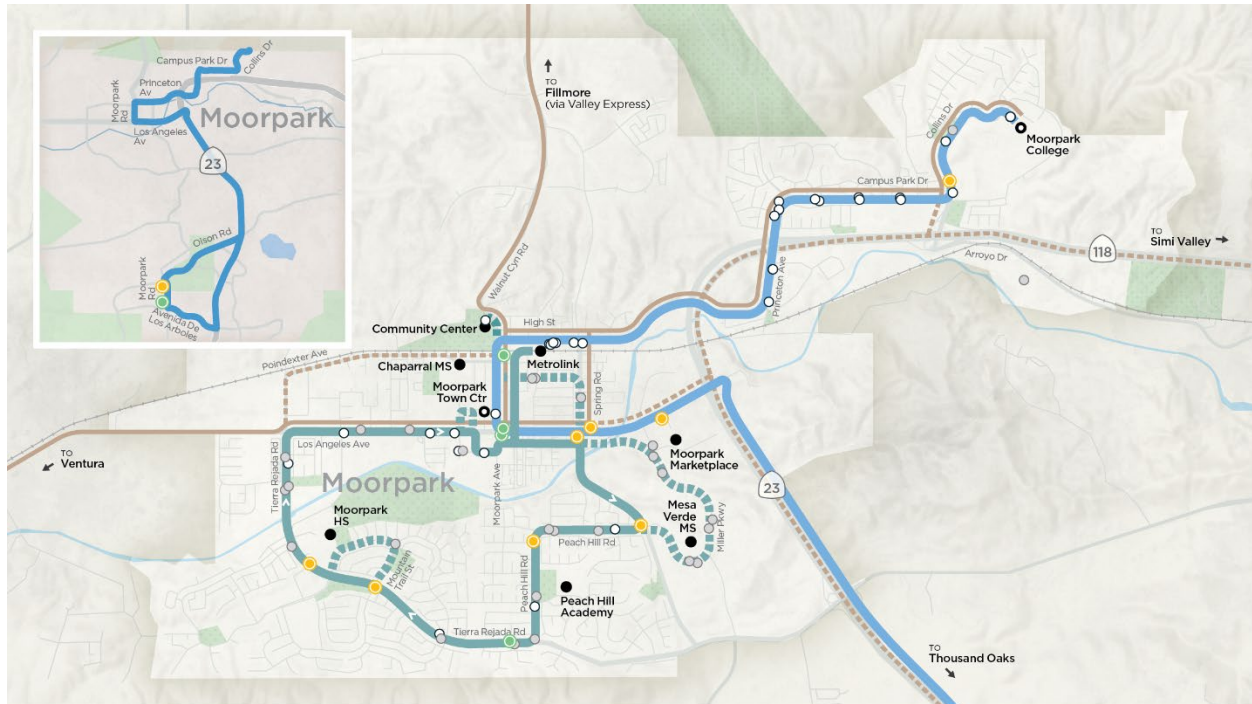 Campus Park Dr
Collins Dr
Princeton
Av
Moorpark
Rd
Moorpark
Los Angeles
Av
23
Olson Rd
Moorpark
Rd
Avenida De
Los Arboles
TO
Fillmore
(via Valley Express)
Collins Dr
Moorpark
College
Campus Park Dr
TO
Simi Valley
118
Arroyo Dr
Walnut Cyn Rd
Princeton Ave
Community Center
High St
Poindexter Ave
Chaparral MS
Metrolink
Moorpark
Town Ctr
Spring Rd
Los Angeles Ave
TO
Ventura
Tierra Rejada Rd
Moorpark
Moorpark Ave
Moorpark
Marketplace
23
Moorpark
HS
Mesa
Verde
MS
Miller Pkwy
Peach Hill Rd
Mountain
Trail St
Peach Hill Rd
Peach Hill
Academy
Tierra Rejada Rd
TO
Thousand Oaks